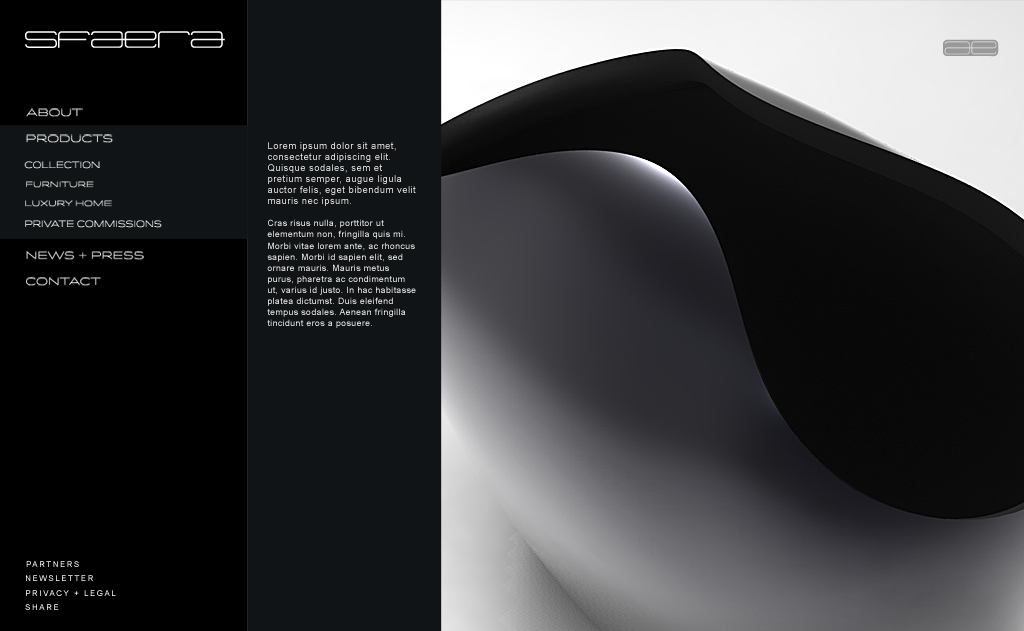 sfaera
ae
ABOUT
PRODUCTS
COLLECTION
FURNITURE
LUXURY HOME
PRIVATE COMMISSIONS
NEWS + PRESS
CONTACT
Lorem ipsum dolor sit amet,
consectetur adipiscing elit.
Quisque sodales, sem et
pretium semper, augue ligula
auctor felis, eget bibendum velit
mauris nec ipsum.
Cras risus nulla, porttitor ut
elementum non, fringilla quis mi.
Morbi vitae lorem ante, ac rhoncus
sapien. Morbi id sapien elit, sed
ornare mauris. Mauris metus
purus, pharetra ac condimentum
ut, varius id justo. In hac habitasse
platea dictumst. Duis eleifend
tempus sodales. Aenean fringilla
tincidunt eros a posuere.
PARTNERS
NEWSLETTER
PRIVACY + LEGAL
SHARE